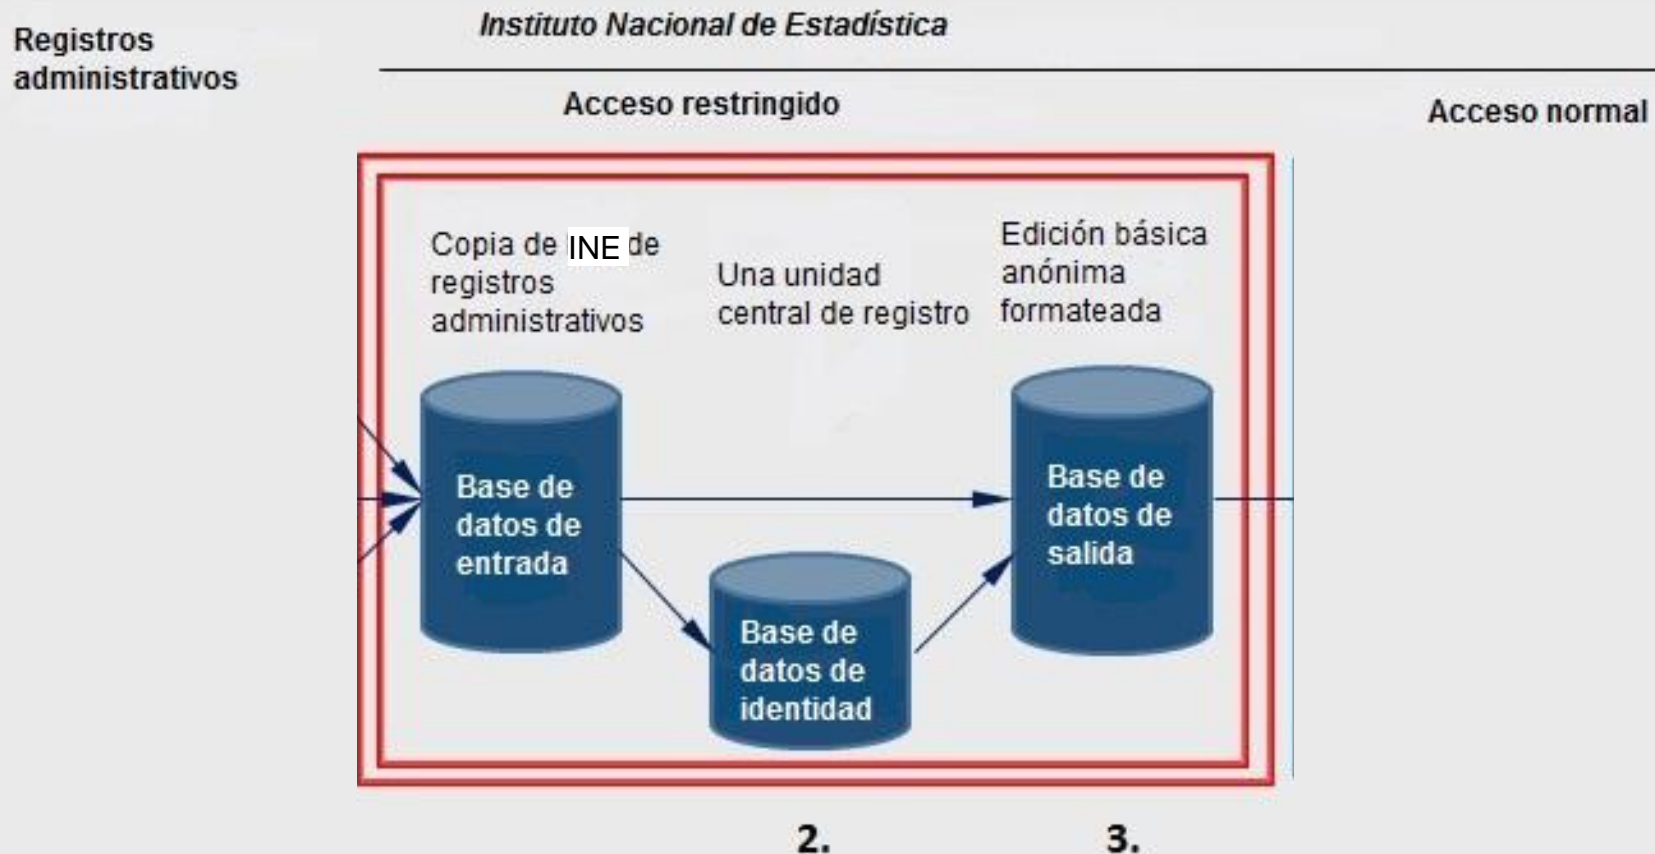 Registros
administrativos
Instituto Nacional de Estadística
Acceso restringido
Acceso normal
Copia de INE de
registros
administrativos
Una unidad
central de registro
Edición básica
anónima
formateada
Base de
datos de
entrada
Base de
datos de
identidad
Base de
datos de
salida
2.
3.